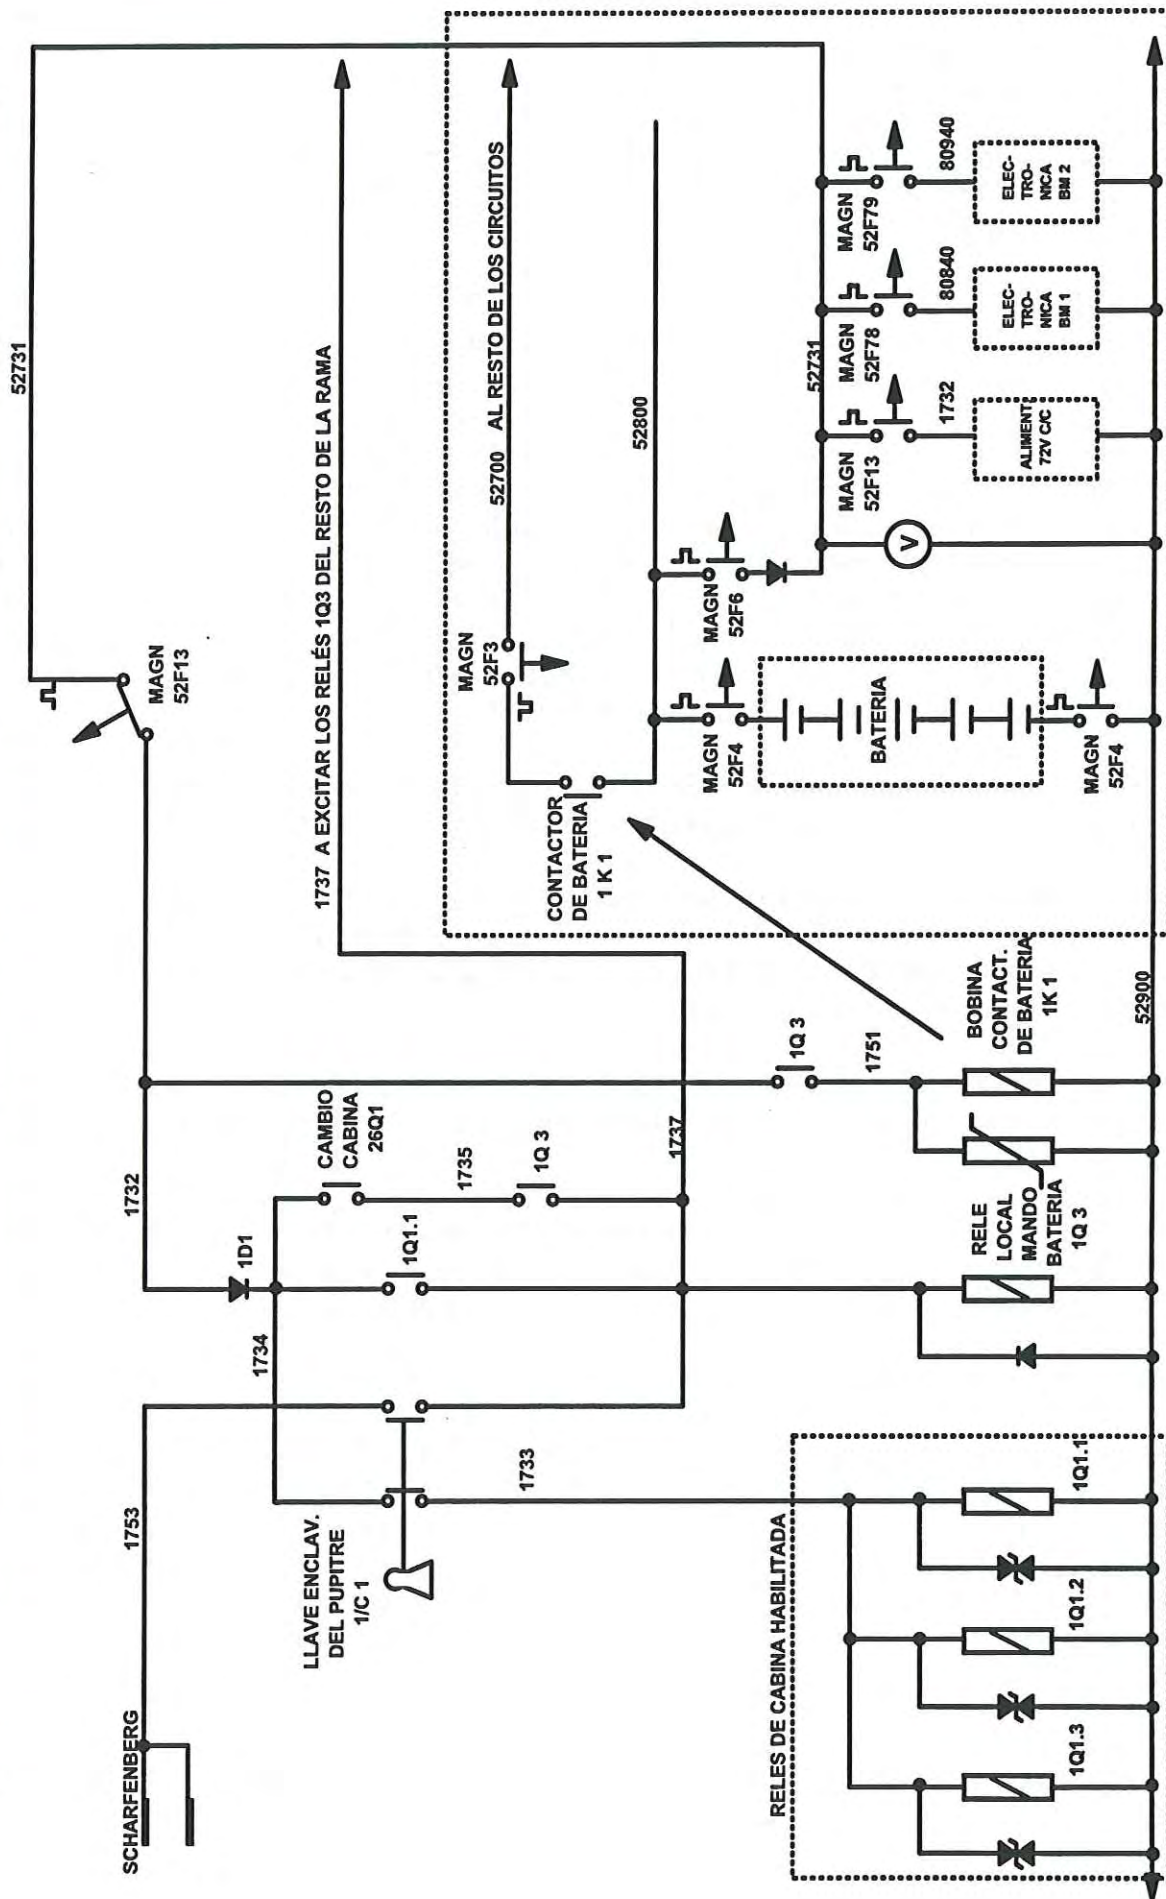 SCHARFENBERG
1753
1732
52731
MAGN
52F13
1D1
1734
LLAVE ENCLAV.
DEL PUPITRE
1/C 1
1733
1Q1.1
CAMBIO
CABINA
26Q1
1735
1Q 3
1737
1737 A EXCITAR LOS RELÉS 1Q3 DEL RESTO DE LA RAMA
1Q 3
1751
RELES DE CABINA HABILITADA
1Q1.3
1Q1.2
1Q1.1
RELE
LOCAL
MANDO
BATERIA
1Q 3
BOBINA
CONTACT.
DE BATERIA
1K 1
52900
CONTACTOR
DE BATERIA
1 K 1
MAGN
52F3
52700 AL RESTO DE LOS CIRCUITOS
52800
MAGN
52F4
BATERIA
MAGN
52F4
MAGN
52F6
V
52731
MAGN
52F13
1732
ALIMENT.
72V C/C
MAGN
52F78
80840
ELEC-
TRO-
NICA
BM 1
MAGN
52F79
80940
ELEC-
TRO-
NICA
BM 2